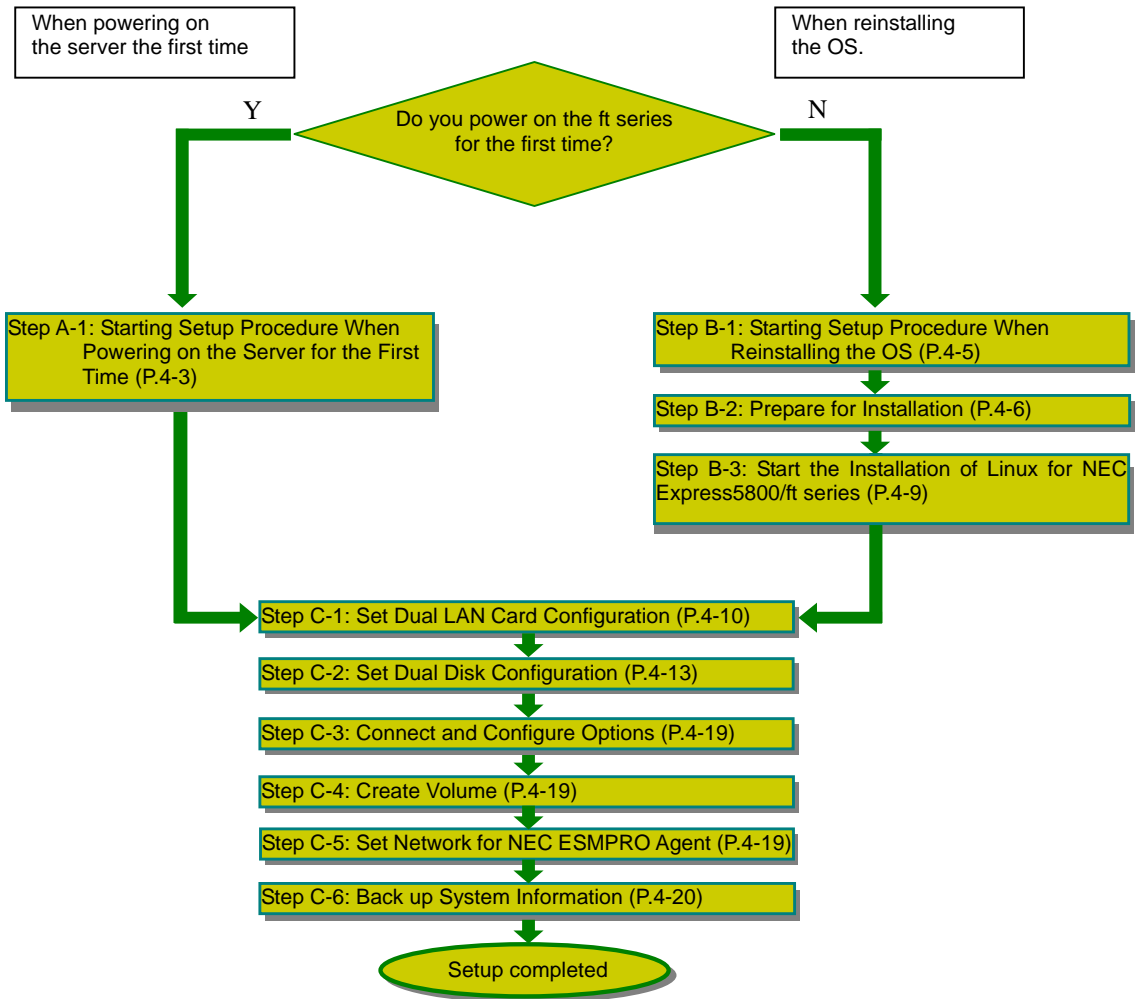 When powering on
the server the first time
When reinstalling
the OS.
Y
N
Do you power on the ft series
for the first time?
Step A-1: Starting Setup Procedure When
Powering on the Server for the First
Time (P.4-3)
Step B-1: Starting Setup Procedure When
Reinstalling the OS (P.4-5)
Step B-2: Prepare for Installation (P.4-6)
Step B-3: Start the Installation of Linux for NEC
Express5800/ft series (P.4-9)
Step C-1: Set Dual LAN Card Configuration (P.4-10)
Step C-2: Set Dual Disk Configuration (P.4-13)
Step C-3: Connect and Configure Options (P.4-19)
Step C-4: Create Volume (P.4-19)
Step C-5: Set Network for NEC ESMPRO Agent (P.4-19)
Step C-6: Back up System Information (P.4-20)
Setup completed